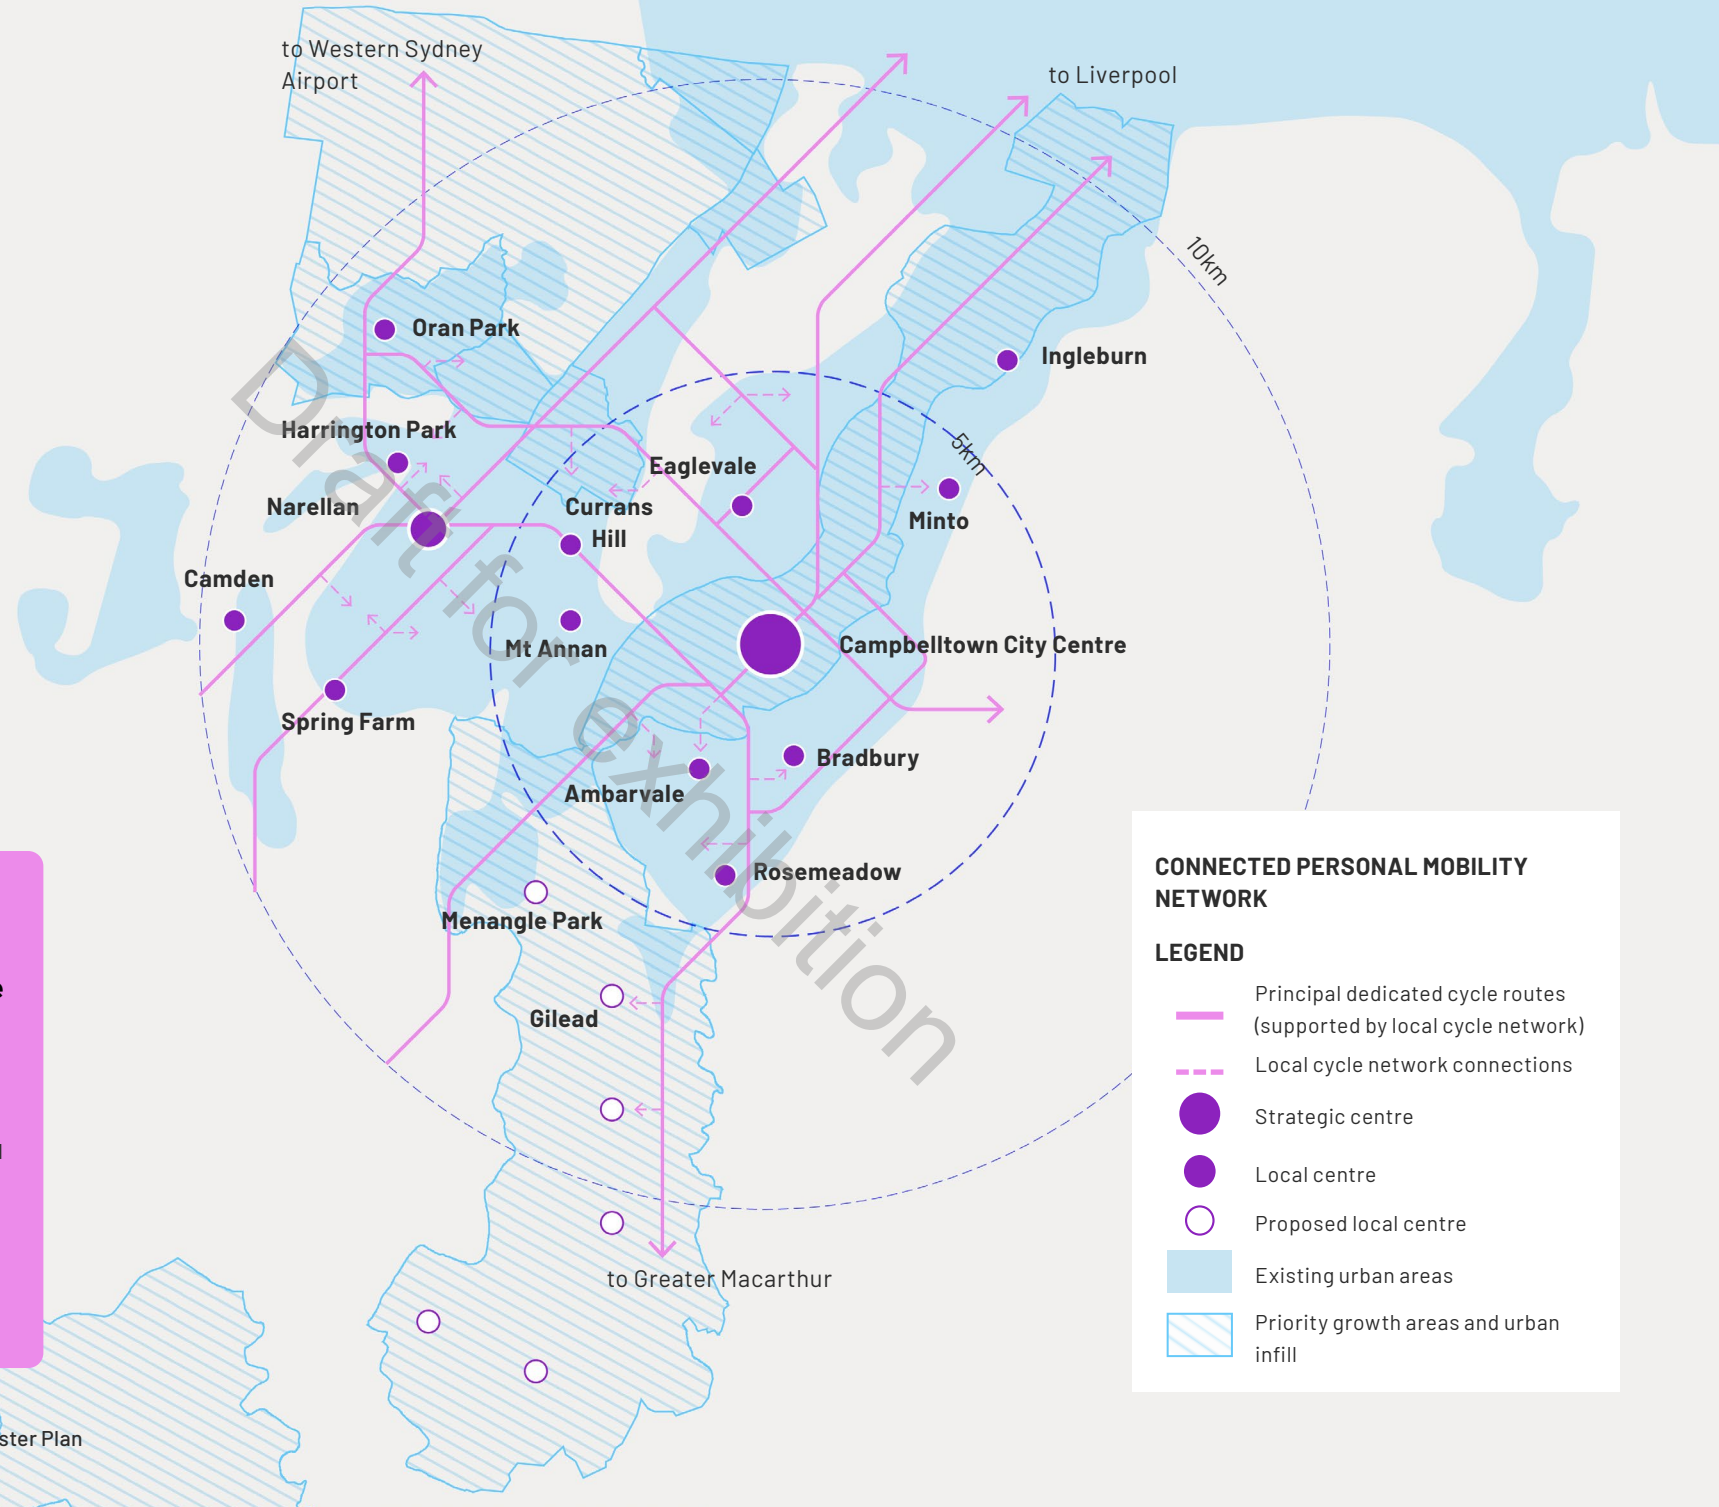 to Western Sydney
Airport
to Liverpool
10km
Oran Park
Ingleburn
Harrington Park
5km
Eaglevale
Narellan
Currans
Hill
Minto
Camden
Mt Annan
Campbelltown City Centre
Spring Farm
Bradbury
Ambarvale
Rosemeadow
Menangle Park
Gilead
to Greater Macarthur
Draft for exhibition
CONNECTED PERSONAL MOBILITY
NETWORK
LEGEND
Principal dedicated cycle routes
(supported by local cycle network)
Local cycle network connections
Strategic centre
Local centre
Proposed local centre
Existing urban areas
Priority growth areas and urban
infill
ster Plan